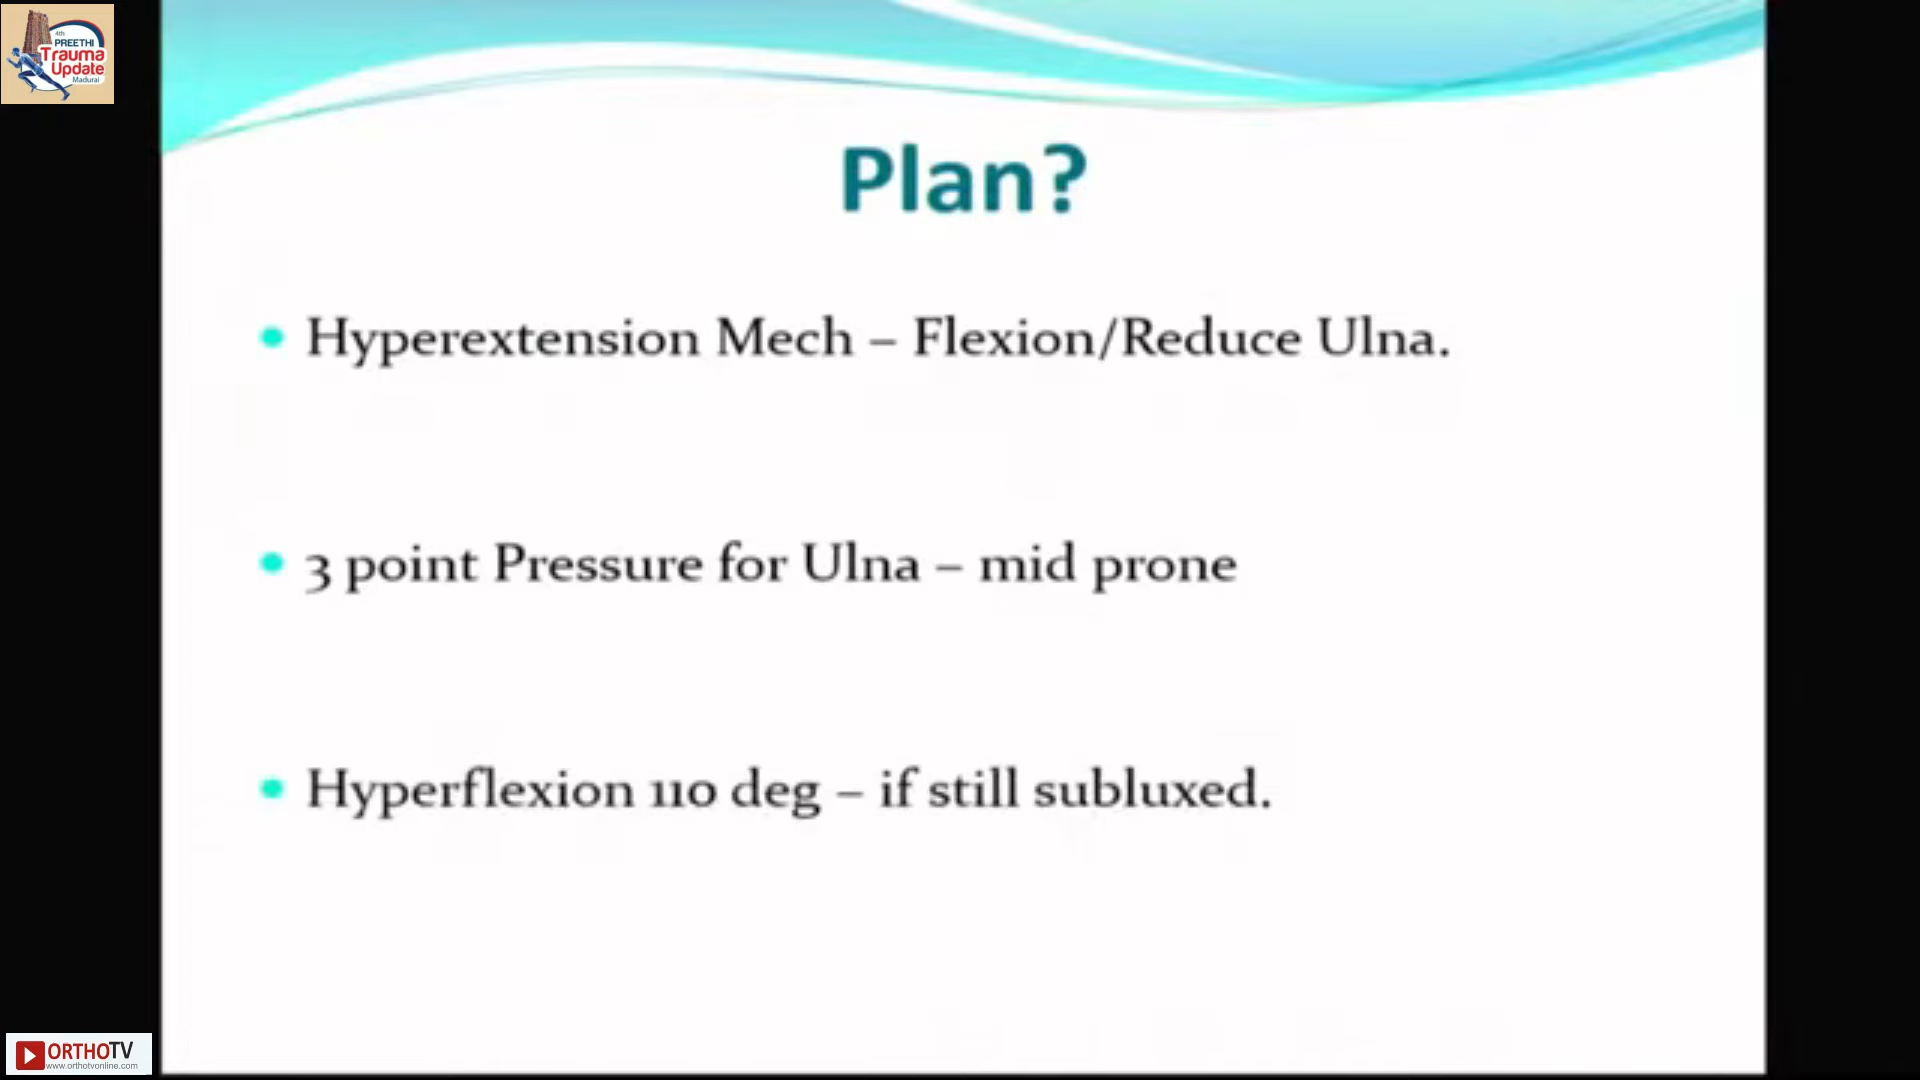 4th
PREETHI
Trauma
Update
Madurai
Plan?
Hyperextension Mech – Flexion/Reduce Ulna.
3 point Pressure for Ulna – mid prone
Hyperflexion 110 deg – if still subluxed.
ORTHOTV
www.orthotvonline.com